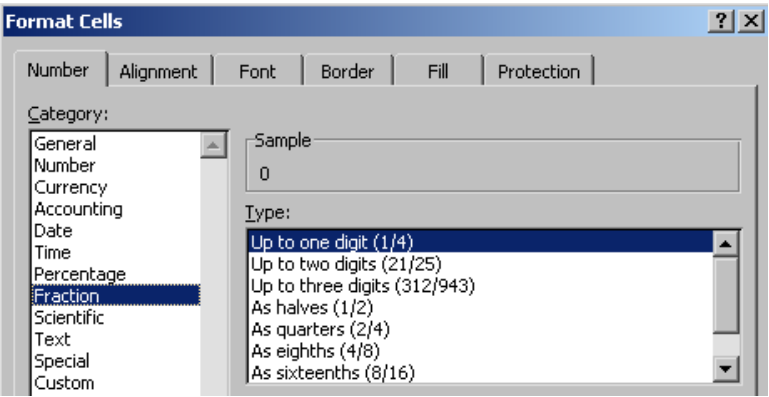 Format Cells
Number Alignment Font Border Fill Protection
Category:
General
Number
Currency
Accounting
Date
Time
Percentage
Fraction
Scientific
Text
Special
Custom
Sample
0
Type:
Up to one digit (1/4)
Up to two digits (21/25)
Up to three digits (312/943)
As halves (1/2)
As quarters (2/4)
As eighths (4/8)
As sixteenths (8/16)